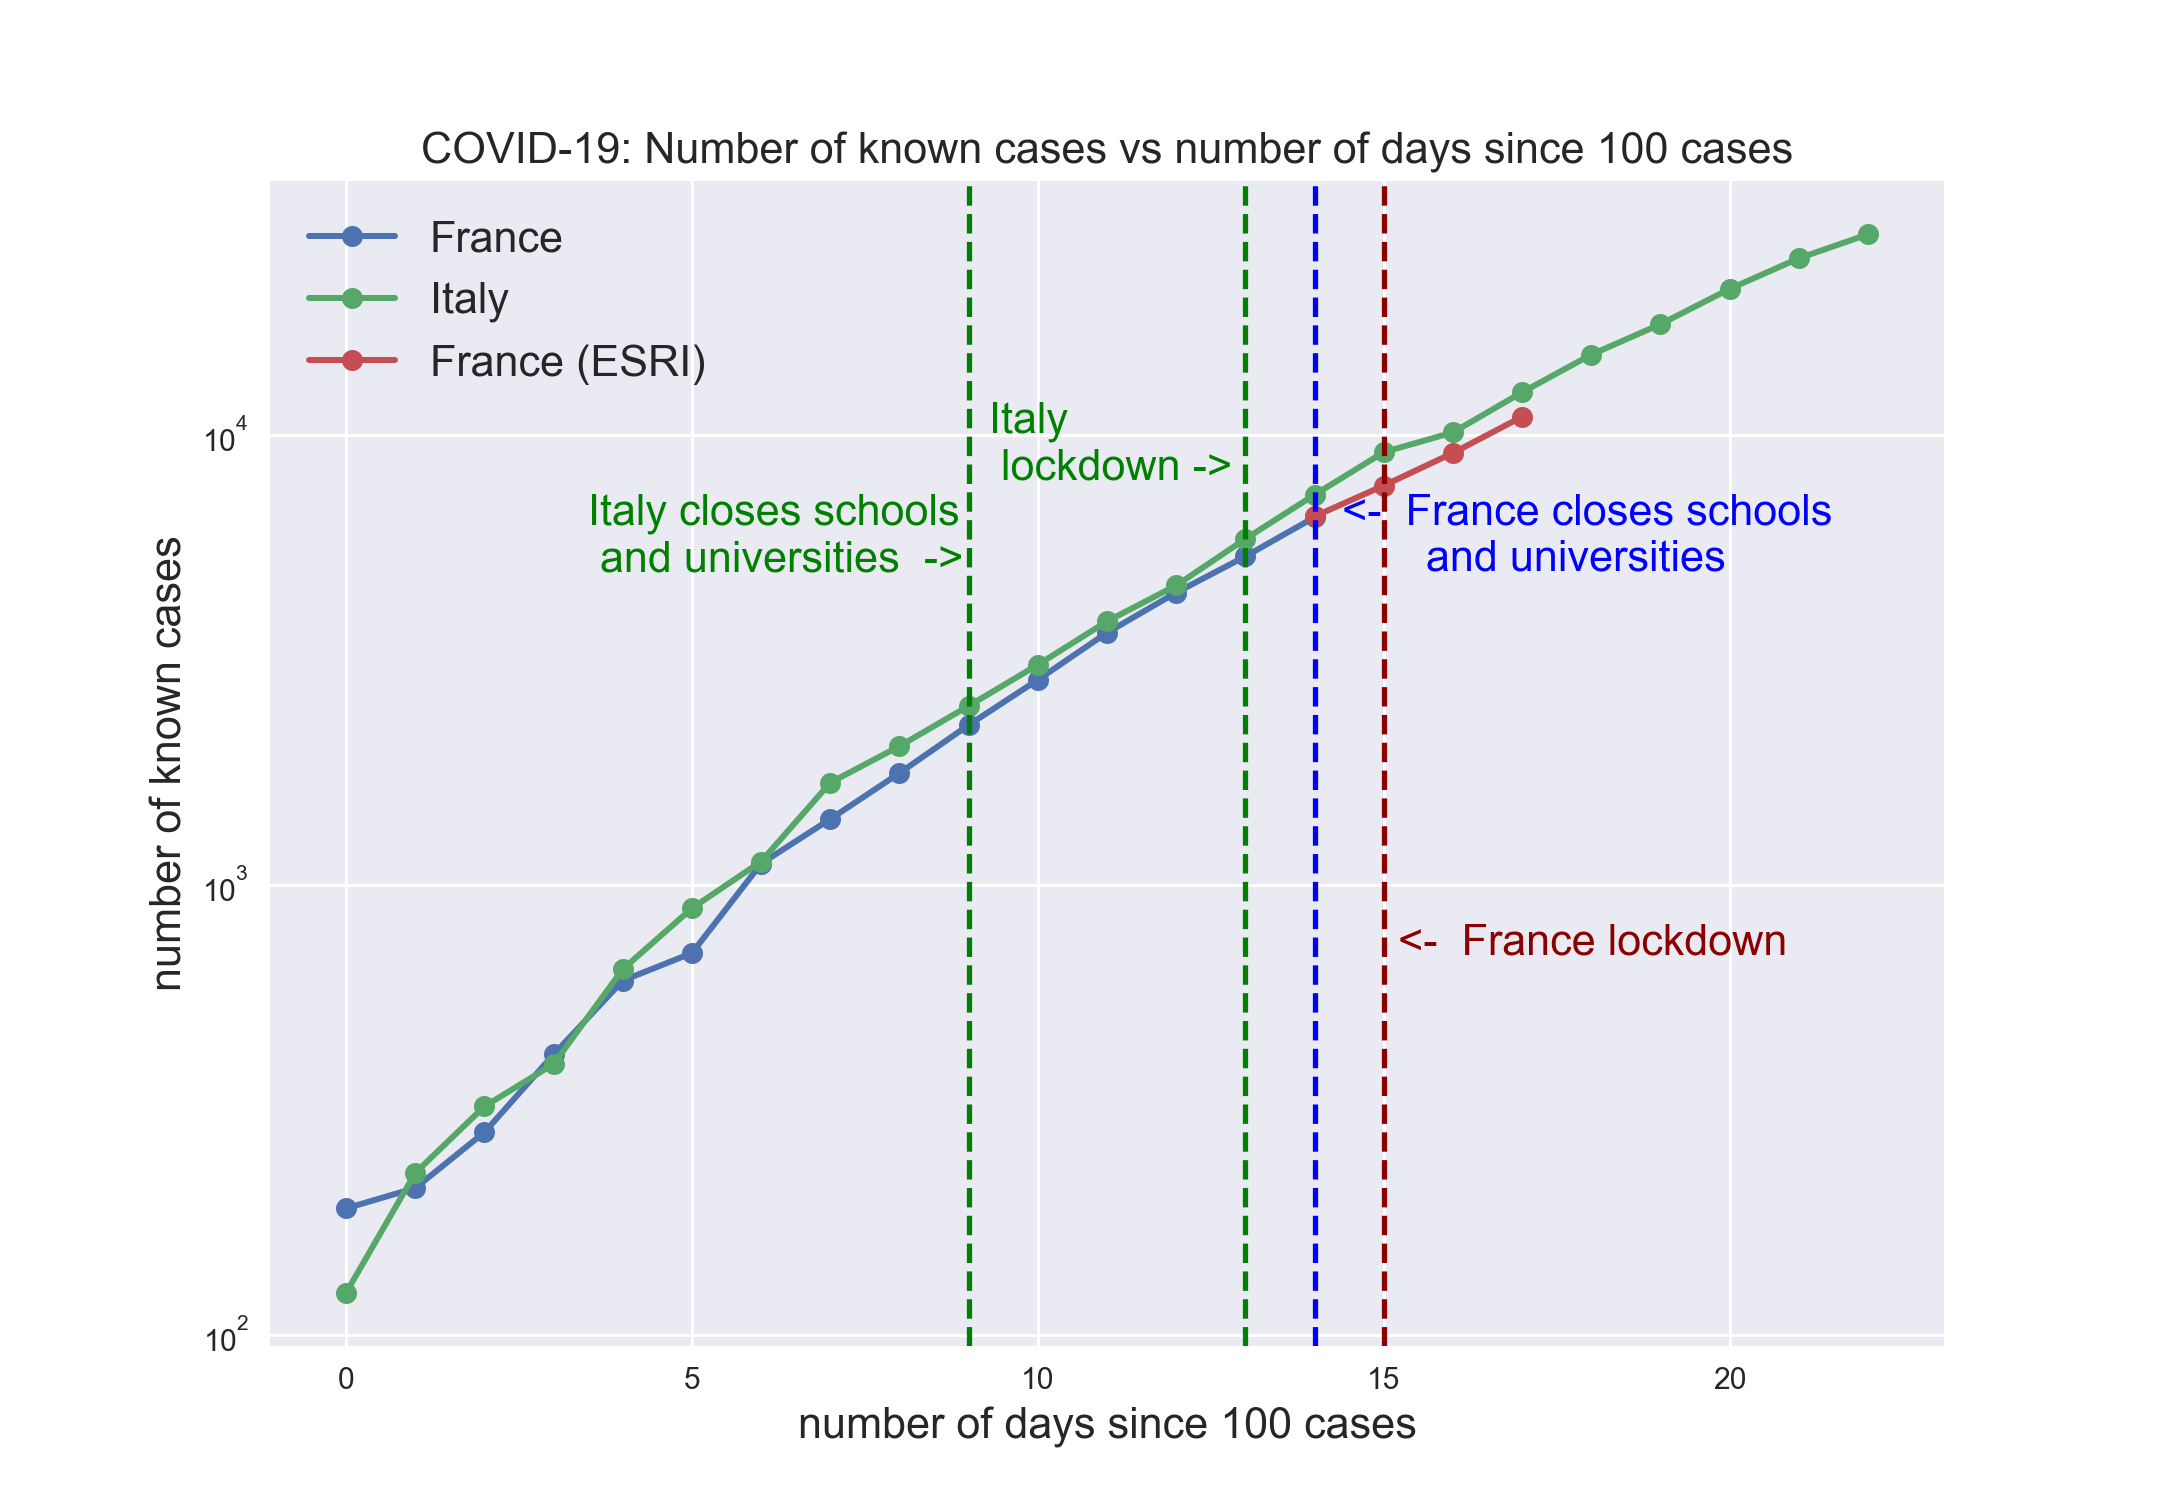 COVID-19: Number of known cases vs number of days since 100 cases
France
Italy
France (ESRI)
Italy
lockdown ->
Italy closes schools
and universities ->
<- France closes schools
and universities
<- France lockdown
number of known cases
10^4
10^3
10^2
0 5 10 15 20
number of days since 100 cases